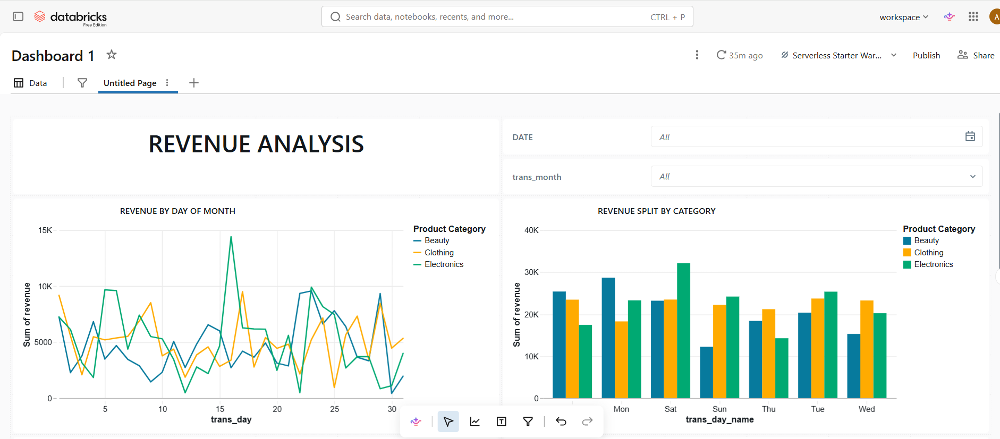 databricks
Free Edition
Search data, notebooks, recents, and more...
CTRL + P
workspace
A
Dashboard 1
35m ago
Serverless Starter War...
Publish
Share
Data
Untitled Page
REVENUE ANALYSIS
DATE
All
trans_month
All
REVENUE BY DAY OF MONTH
15K
10K
5000
0
Sum of revenue
5 10 15 20 25 30
trans_day
Product Category
Beauty
Clothing
Electronics
REVENUE SPLIT BY CATEGORY
40K
30K
20K
10K
0
Sum of revenue
Mon Sat Sun Thu Tue Wed
trans_day_name
Product Category
Beauty
Clothing
Electronics